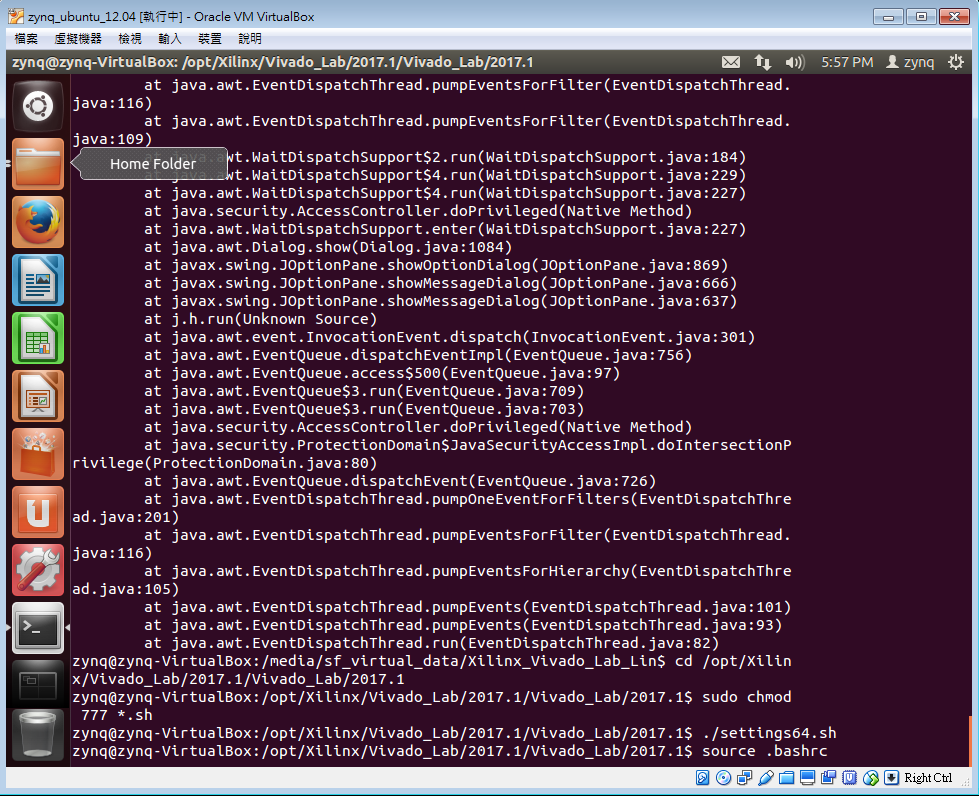 zynq_ubuntu_12.04 [執行中] - Oracle VM VirtualBox
檔案 虛擬機器 檢視 輸入 裝置 說明
zynq@zynq-VirtualBox: /opt/Xilinx/Vivado_Lab/2017.1/Vivado_Lab/2017.1 5:57 PM zynq
at java.awt.EventDispatchThread.pumpEventsForFilter(EventDispatchThread.
java:116)
at java.awt.EventDispatchThread.pumpEventsForFilter(EventDispatchThread.
java:109)
Home Folder
wt.WaitDispatchSupport$2.run(WaitDispatchSupport.java:184)
wt.WaitDispatchSupport$4.run(WaitDispatchSupport.java:229)
at java.awt.WaitDispatchSupport$4.run(WaitDispatchSupport.java:227)
at java.security.AccessController.doPrivileged(Native Method)
at java.awt.WaitDispatchSupport.enter(WaitDispatchSupport.java:227)
at java.awt.Dialog.show(Dialog.java:1084)
at javax.swing.JOptionPane.showOptionDialog(JOptionPane.java:869)
at javax.swing.JOptionPane.showMessageDialog(JOptionPane.java:666)
at javax.swing.JOptionPane.showMessageDialog(JOptionPane.java:637)
at j.h.run(Unknown Source)
at java.awt.event.InvocationEvent.dispatch(InvocationEvent.java:301)
at java.awt.EventQueue.dispatchEventImpl(EventQueue.java:756)
at java.awt.EventQueue.access$500(EventQueue.java:97)
at java.awt.EventQueue$3.run(EventQueue.java:709)
at java.awt.EventQueue$3.run(EventQueue.java:703)
at java.security.AccessController.doPrivileged(Native Method)
at java.security.ProtectionDomain$JavaSecurityAccessImpl.doIntersectionP
rivilege(ProtectionDomain.java:80)
at java.awt.EventQueue.dispatchEvent(EventQueue.java:726)
at java.awt.EventDispatchThread.pumpOneEventForFilters(EventDispatchThre
ad.java:201)
at java.awt.EventDispatchThread.pumpEventsForFilter(EventDispatchThread.
java:116)
at java.awt.EventDispatchThread.pumpEventsForHierarchy(EventDispatchThre
ad.java:105)
at java.awt.EventDispatchThread.pumpEvents(EventDispatchThread.java:101)
at java.awt.EventDispatchThread.pumpEvents(EventDispatchThread.java:93)
at java.awt.EventDispatchThread.run(EventDispatchThread.java:82)
zynq@zynq-VirtualBox:/media/sf_virtual_data/Xilinx_Vivado_Lab_Lin$ cd /opt/Xilin
x/Vivado_Lab/2017.1/Vivado_Lab/2017.1
zynq@zynq-VirtualBox:/opt/Xilinx/Vivado_Lab/2017.1/Vivado_Lab/2017.1$ sudo chmod
777 *.sh
zynq@zynq-VirtualBox:/opt/Xilinx/Vivado_Lab/2017.1/Vivado_Lab/2017.1$ ./settings64.sh
zynq@zynq-VirtualBox:/opt/Xilinx/Vivado_Lab/2017.1/Vivado_Lab/2017.1$ source .bashrc
Right Ctrl